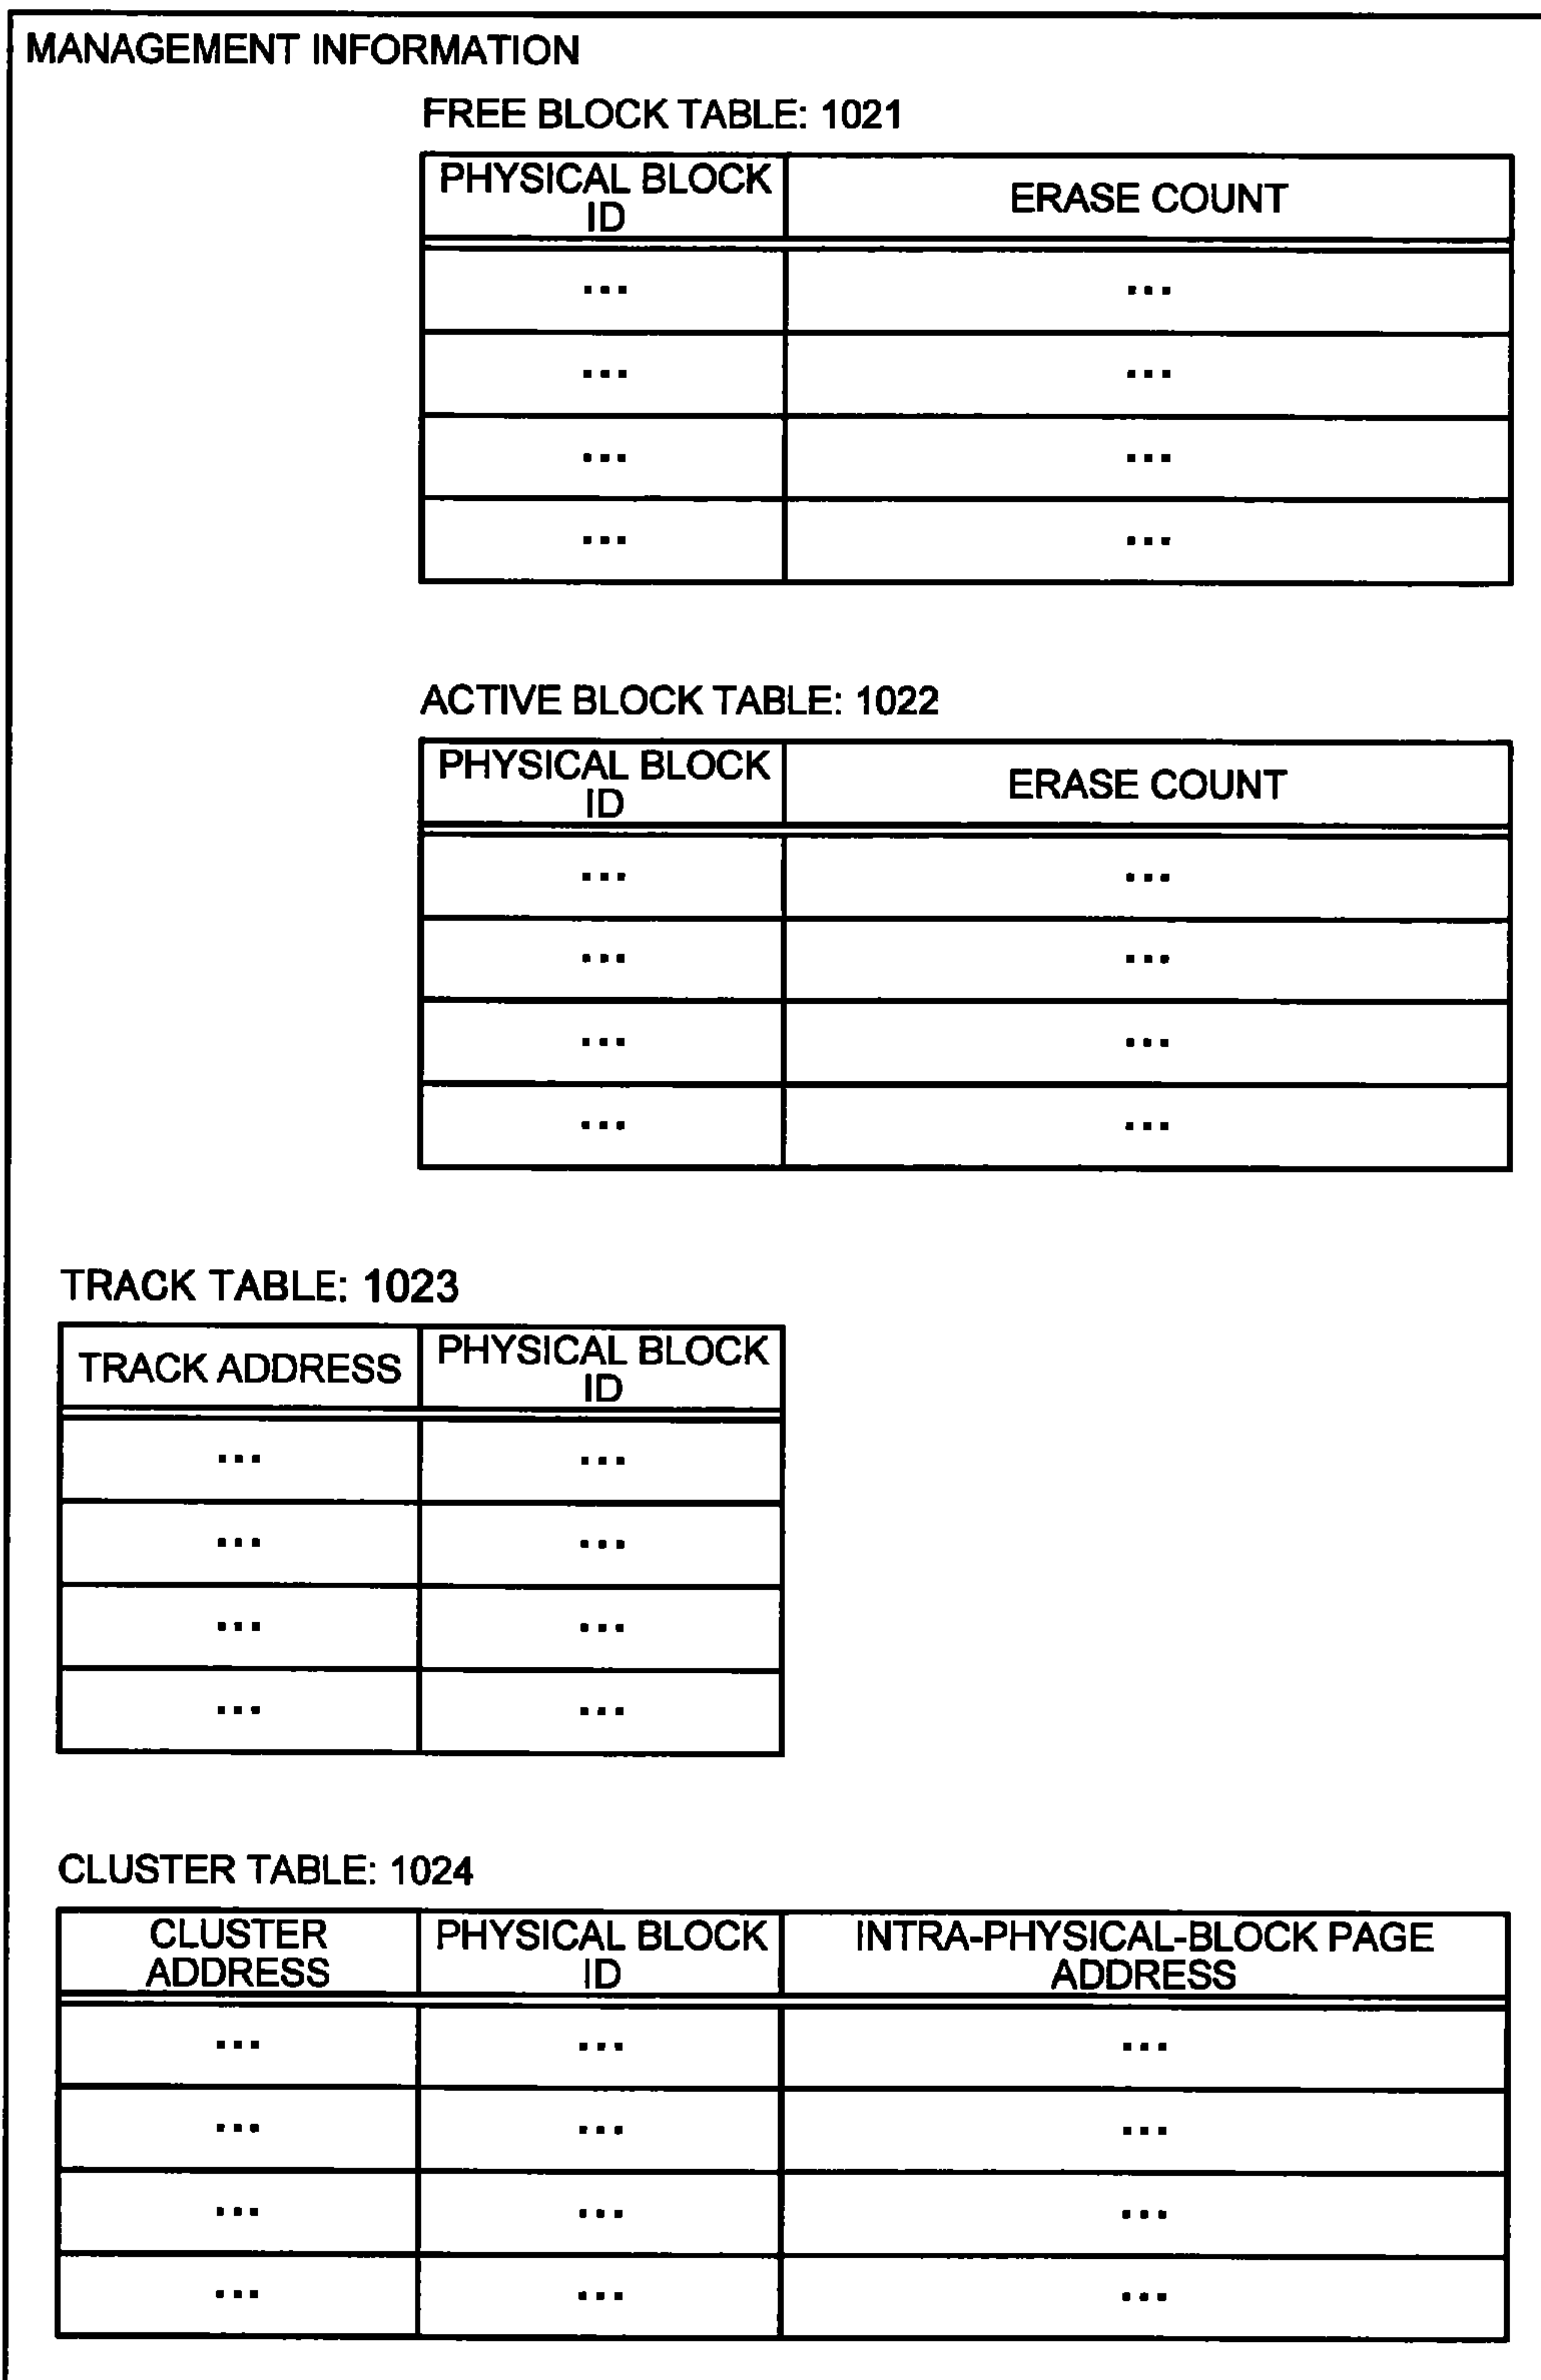 MANAGEMENT INFORMATION
FREE BLOCK TABLE: 1021
PHYSICAL BLOCK
ID
ERASE COUNT
... ...
... ...
... ...
... ...
ACTIVE BLOCK TABLE: 1022
PHYSICAL BLOCK
ID
ERASE COUNT
... ...
... ...
... ...
... ...
TRACK TABLE: 1023
TRACK ADDRESS
PHYSICAL BLOCK
ID
... ...
... ...
... ...
... ...
CLUSTER TABLE: 1024
CLUSTER
ADDRESS
PHYSICAL BLOCK
ID
INTRA-PHYSICAL-BLOCK PAGE
ADDRESS
... ... ...
... ... ...
... ... ...
... ... ...